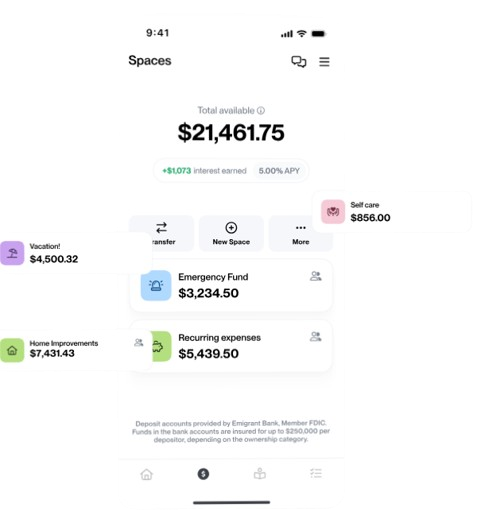 9:41
Spaces
Total available
$21,461.75
+$1,073 interest earned 5.00% APY
Self care
$856.00
ansfer New Space More
Vacation!
$4,500.32
Emergency Fund
$3,234.50
Home Improvements
$7,431.43
Recurring expenses
$5,439.50
Deposit accounts provided by Emigrant Bank, Member FDIC.
Funds in the bank accounts are insured for up to $250,000 per
depositor, depending on the ownership category.